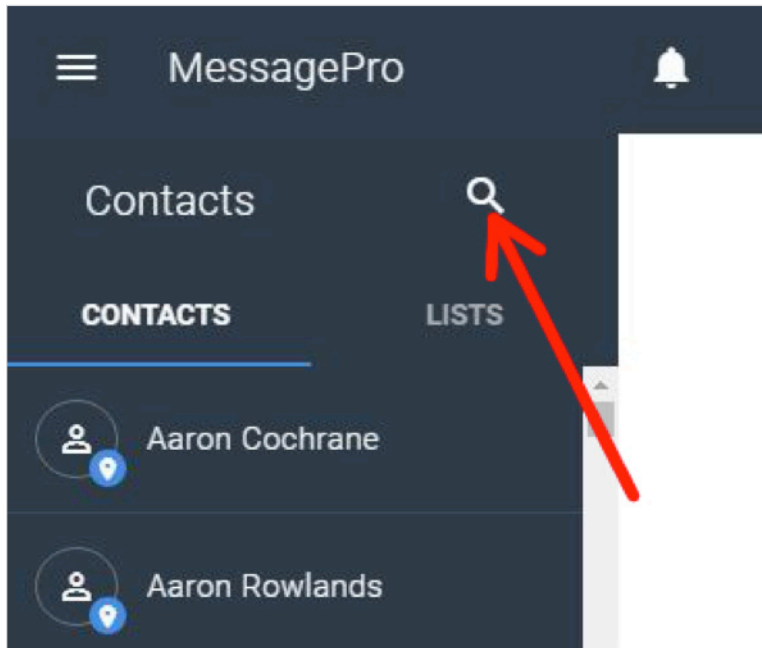 MessagePro
Contacts
CONTACTS LISTS
Aaron Cochrane
Aaron Rowlands